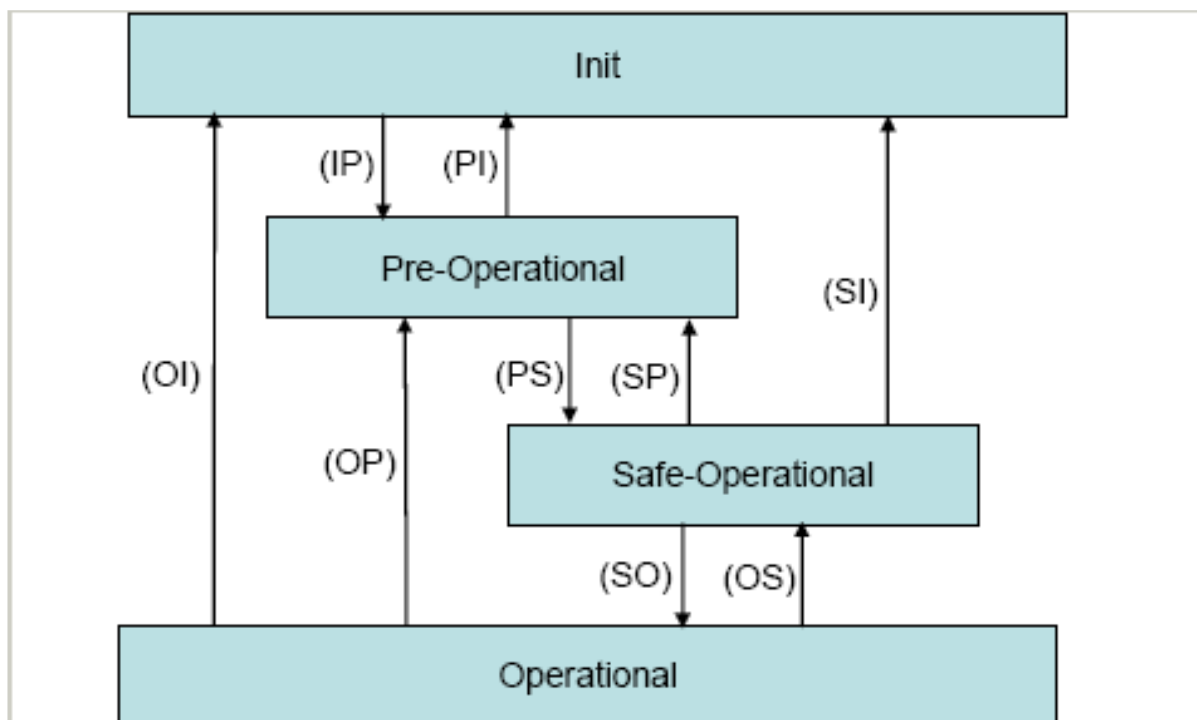 Init
(IP)
(PI)
Pre-Operational
(SI)
(OI)
(PS)
(SP)
(OP)
Safe-Operational
(SO)
(OS)
Operational